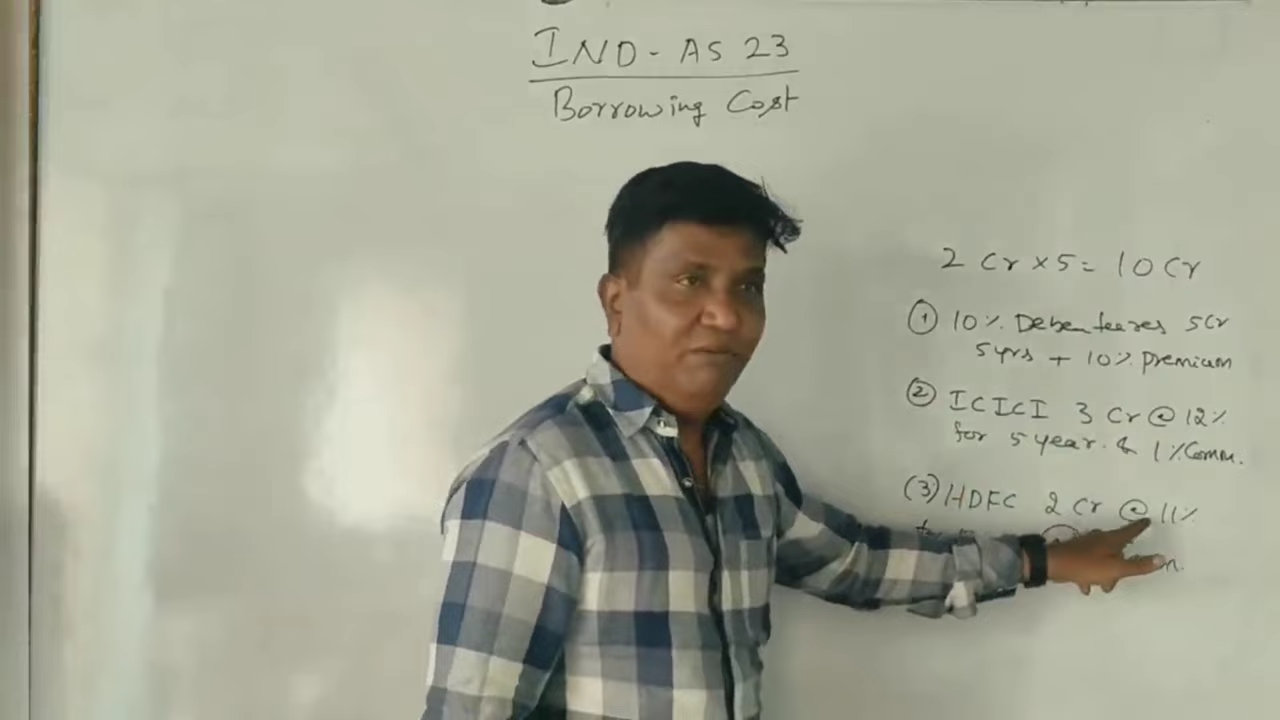 IND-AS 23
Borrowing Cost
2 Cr × 5 = 10 Cr
① 10% Debenteares 5Cr
5yrs + 10% Premium
② ICICI 3 Cr @ 12%
for 5 year. & 1% Comm.
(3) HDFC 2 Cr @ 11%